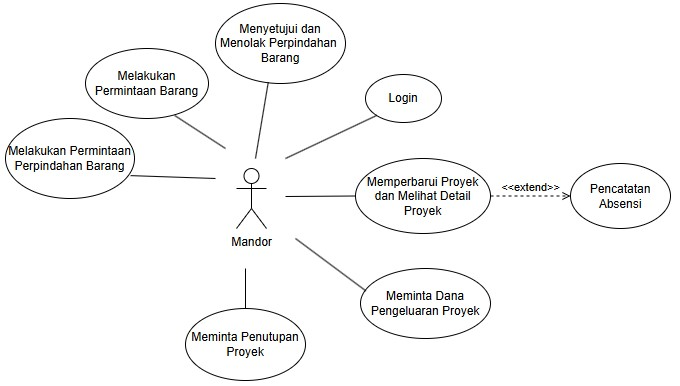 Menyetujui dan
Menolak Perpindahan
Barang
Melakukan
Permintaan Barang
Login
Melakukan Permintaan
Perpindahan Barang
Memperbarui Proyek
dan Melihat Detail
Proyek
<<extend>>
Pencatatan
Absensi
Mandor
Meminta Dana
Pengeluaran Proyek
Meminta Penutupan
Proyek